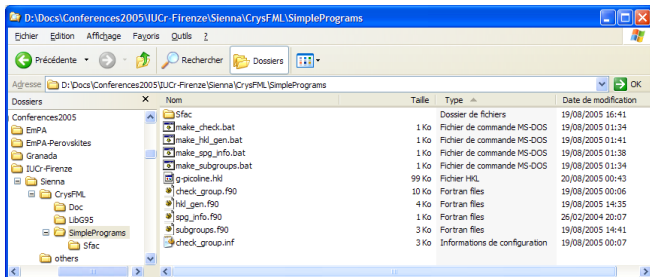 D:\Docs\Conferences2005\IUCr-Firenze\Sienna\CrysFML\SimplePrograms
Fichier Edition Affichage Favoris Outils ?
Précédente Rechercher Dossiers
Adresse D:\Docs\Conferences2005\IUCr-Firenze\Sienna\CrysFML\SimplePrograms OK
Dossiers × Nom Taille Type Date de modification
Conferences2005 Sfac Dossier de fichiers 19/08/2005 16:41
EmPA make_check.bat 1 Ko Fichier de commande MS-DOS 19/08/2005 01:34
EmPA-Perovskites make_hkl_gen.bat 1 Ko Fichier de commande MS-DOS 19/08/2005 01:41
Granada make_spg_info.bat 1 Ko Fichier de commande MS-DOS 19/08/2005 01:38
IUCr-Firenze make_subgroups.bat 1 Ko Fichier de commande MS-DOS 19/08/2005 01:34
Sienna g-picoline.hkl 99 Ko Fichier HKL 20/08/2005 00:43
CrysFML check_group.f90 10 Ko Fortran files 19/08/2005 00:06
Doc hkl_gen.f90 4 Ko Fortran files 19/08/2005 14:35
LibG95 spg_info.f90 1 Ko Fortran files 26/02/2004 20:07
SimplePrograms subgroups.f90 3 Ko Fortran files 19/08/2005 14:41
Sfac check_group.inf 3 Ko Informations de configuration 19/08/2005 00:07
others